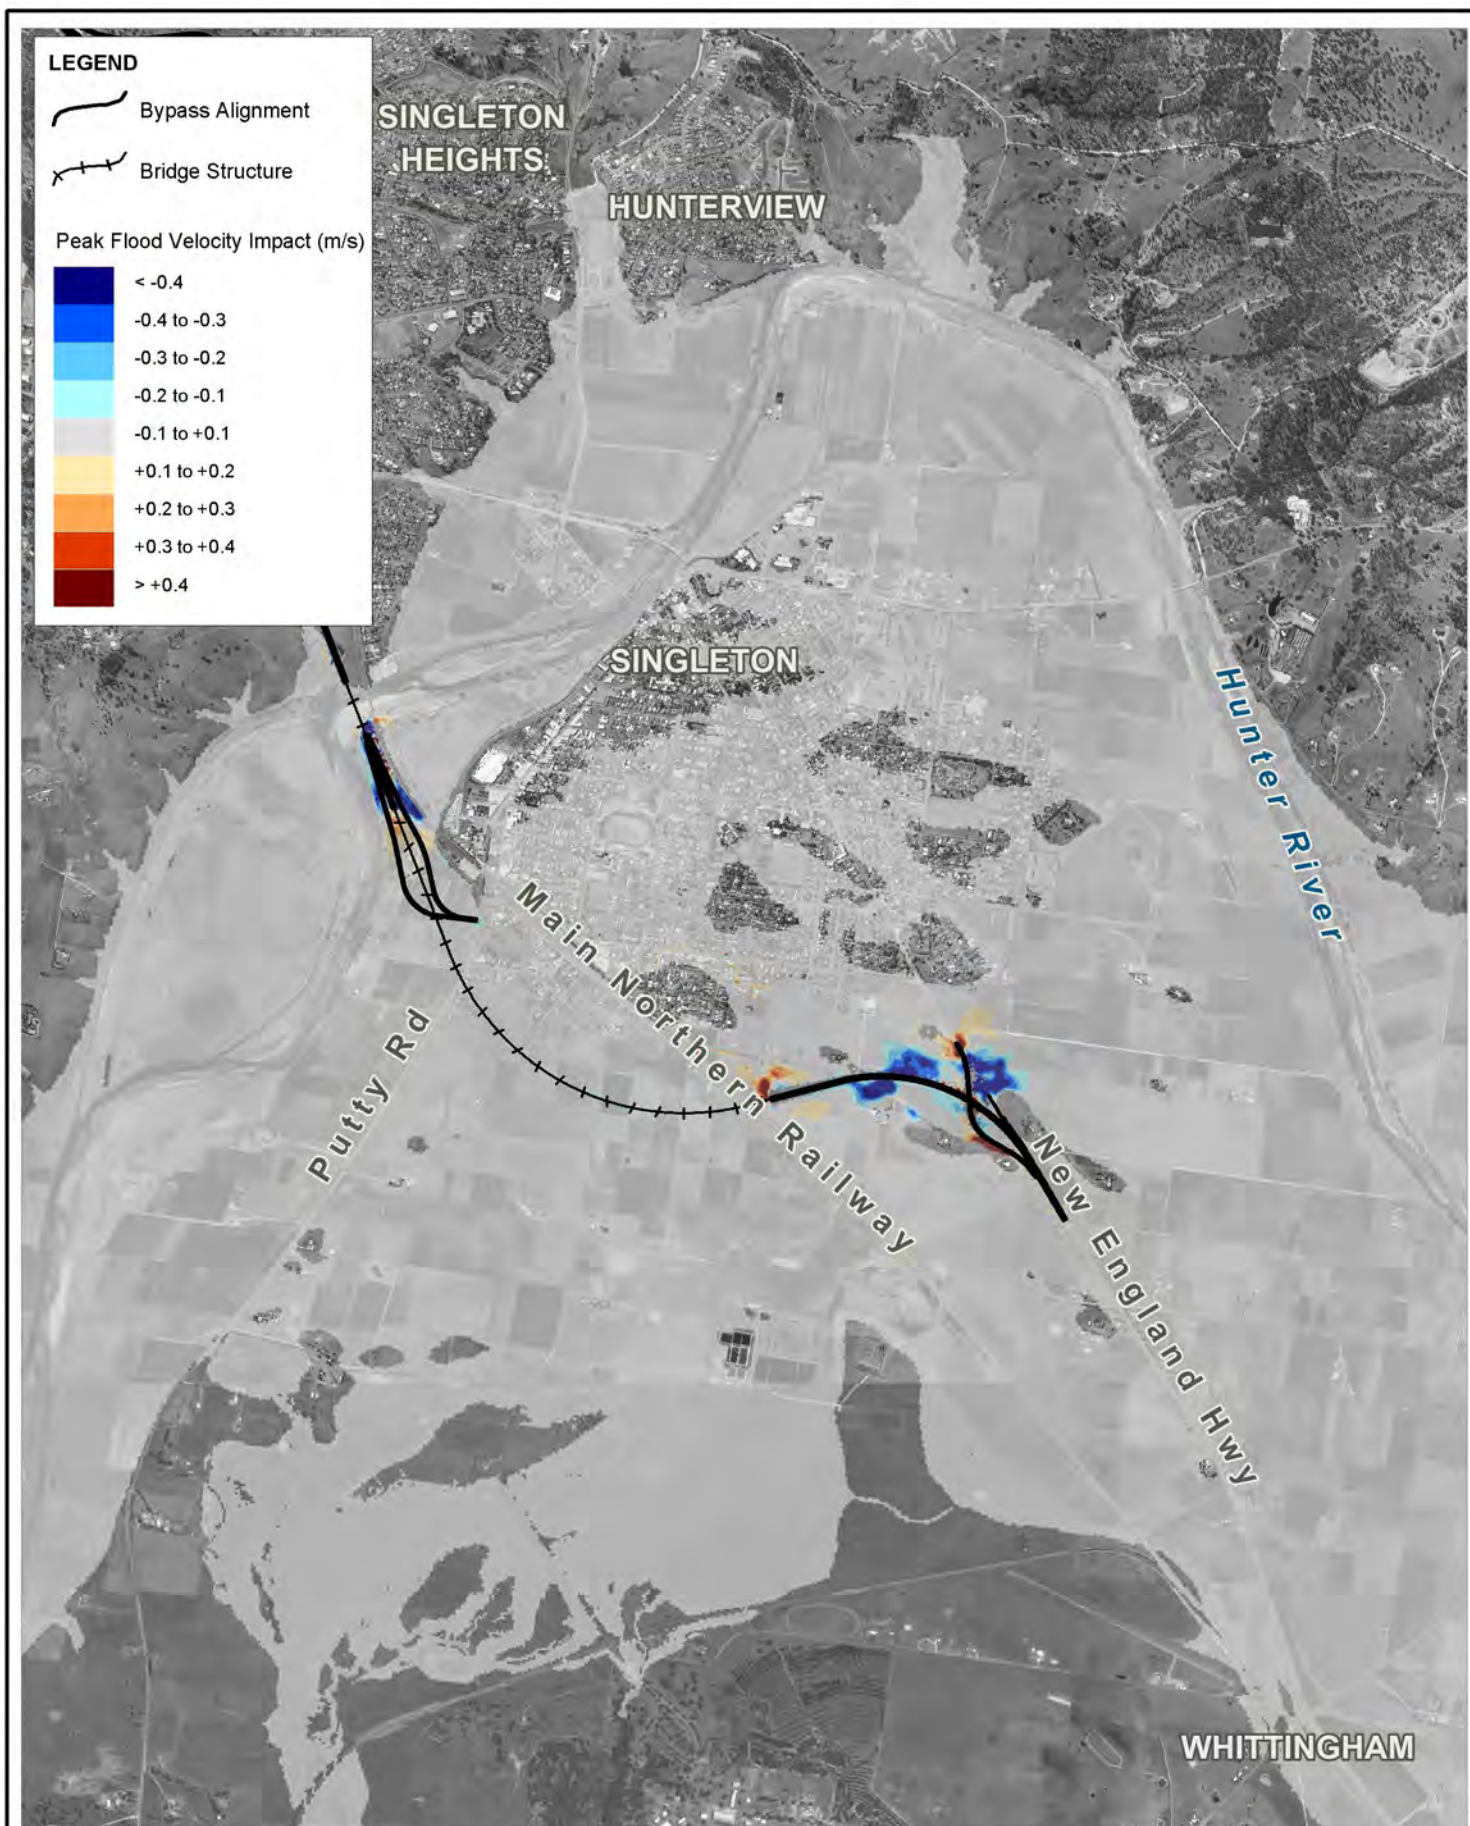 LEGEND
Bypass Alignment
Bridge Structure
Peak Flood Velocity Impact (m/s)
< -0.4
-0.4 to -0.3
-0.3 to -0.2
-0.2 to -0.1
-0.1 to +0.1
+0.1 to +0.2
+0.2 to +0.3
+0.3 to +0.4
> +0.4
SINGLETON
HEIGHTS
HUNTERVIEW
SINGLETON
Hunter River
Main Northern Railway
Putty Rd
New England Hwy
WHITTINGHAM